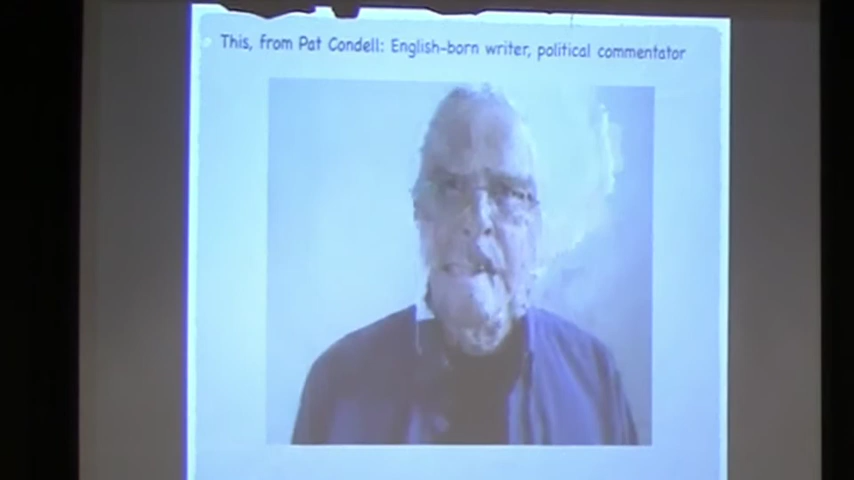 This, from Pat Condell: English-born writer, political commentator